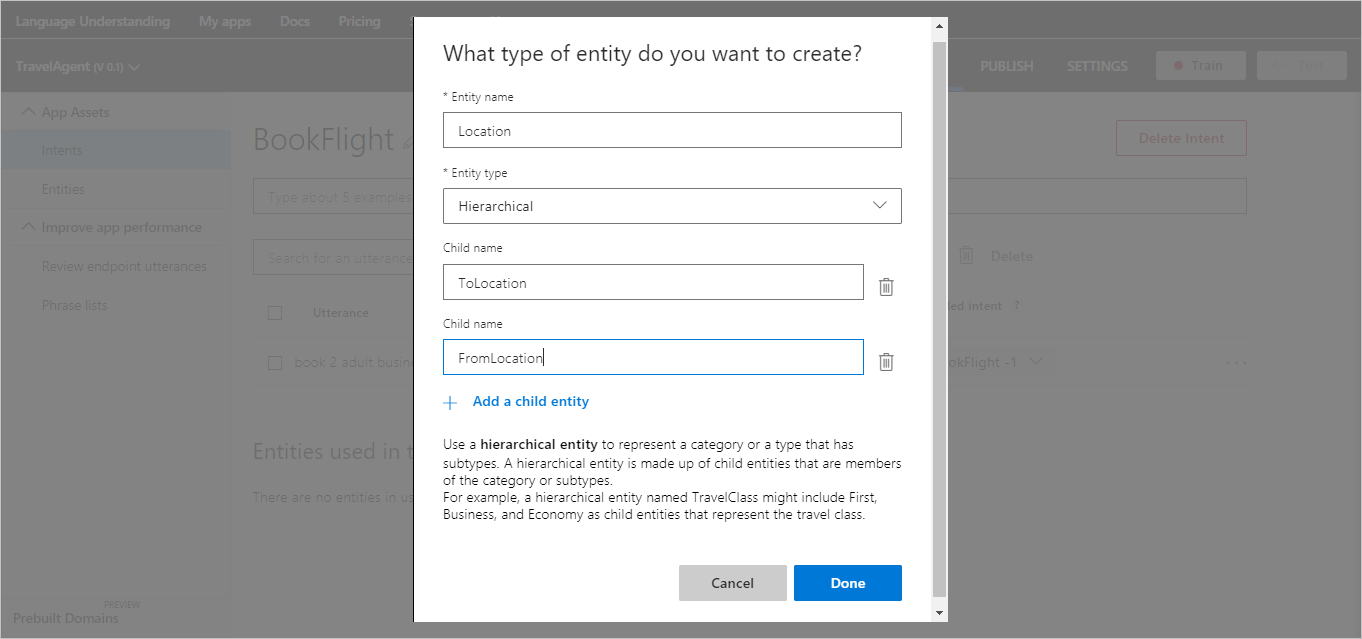 Language Understanding My apps Docs Pricing
TravelAgent (V 0.1) PUBLISH SETTINGS Train
App Assets
Intents
Entities
Improve app performance
Review endpoint utterances
Phrase lists
Prebuilt Domains PREVIEW
BookFlight
Delete Intent
Type about 5 examples
Search for an utterance
Delete
Utterance
intent ?
book 2 adult
-1
Entities used in
There are no entities in
What type of entity do you want to create?
* Entity name
Location
* Entity type
Hierarchical
Child name
ToLocation
Child name
FromLocation
Add a child entity
Use a hierarchical entity to represent a category or a type that has
subtypes. A hierarchical entity is made up of child entities that are members
of the category or subtypes.
For example, a hierarchical entity named TravelClass might include First,
Business, and Economy as child entities that represent the travel class.
Cancel Done